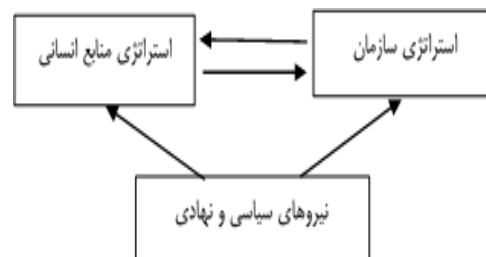 استراتژی سازمان
استراتژی منابع انسانی
نیروهای سیاسی و نهادی